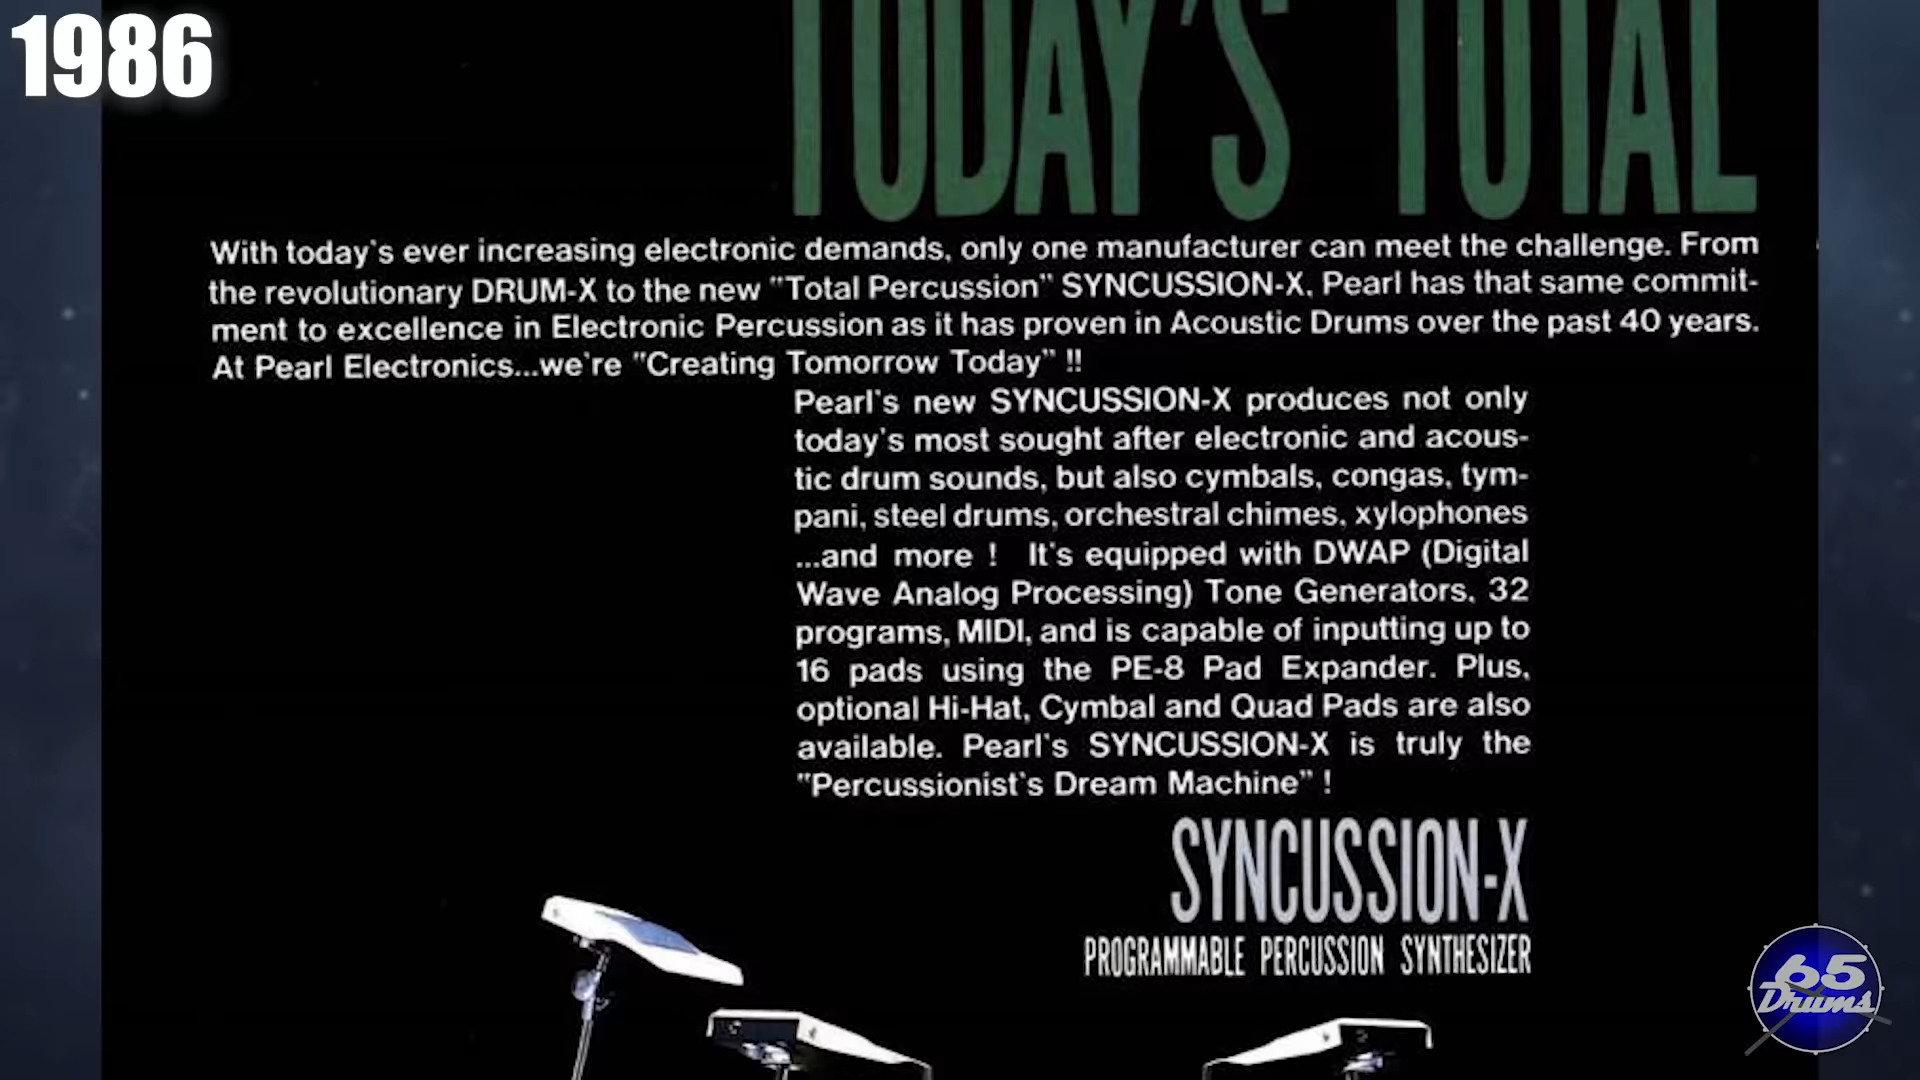 1986
TODAY'S TOTAL
With today's ever increasing electronic demands, only one manufacturer can meet the challenge. From
the revolutionary DRUM-X to the new "Total Percussion" SYNCUSSION-X, Pearl has that same commit-
ment to excellence in Electronic Percussion as it has proven in Acoustic Drums over the past 40 years.
At Pearl Electronics...we're "Creating Tomorrow Today" !!
Pearl's new SYNCUSSION-X produces not only
today's most sought after electronic and acous-
tic drum sounds, but also cymbals, congas, tym-
pani, steel drums, orchestral chimes, xylophones
...and more ! It's equipped with DWAP (Digital
Wave Analog Processing) Tone Generators, 32
programs, MIDI, and is capable of inputting up to
16 pads using the PE-8 Pad Expander. Plus,
optional Hi-Hat, Cymbal and Quad Pads are also
available. Pearl's SYNCUSSION-X is truly the
"Percussionist's Dream Machine" !
SYNCUSSION-X
PROGRAMMABLE PERCUSSION SYNTHESIZER
65
Drums